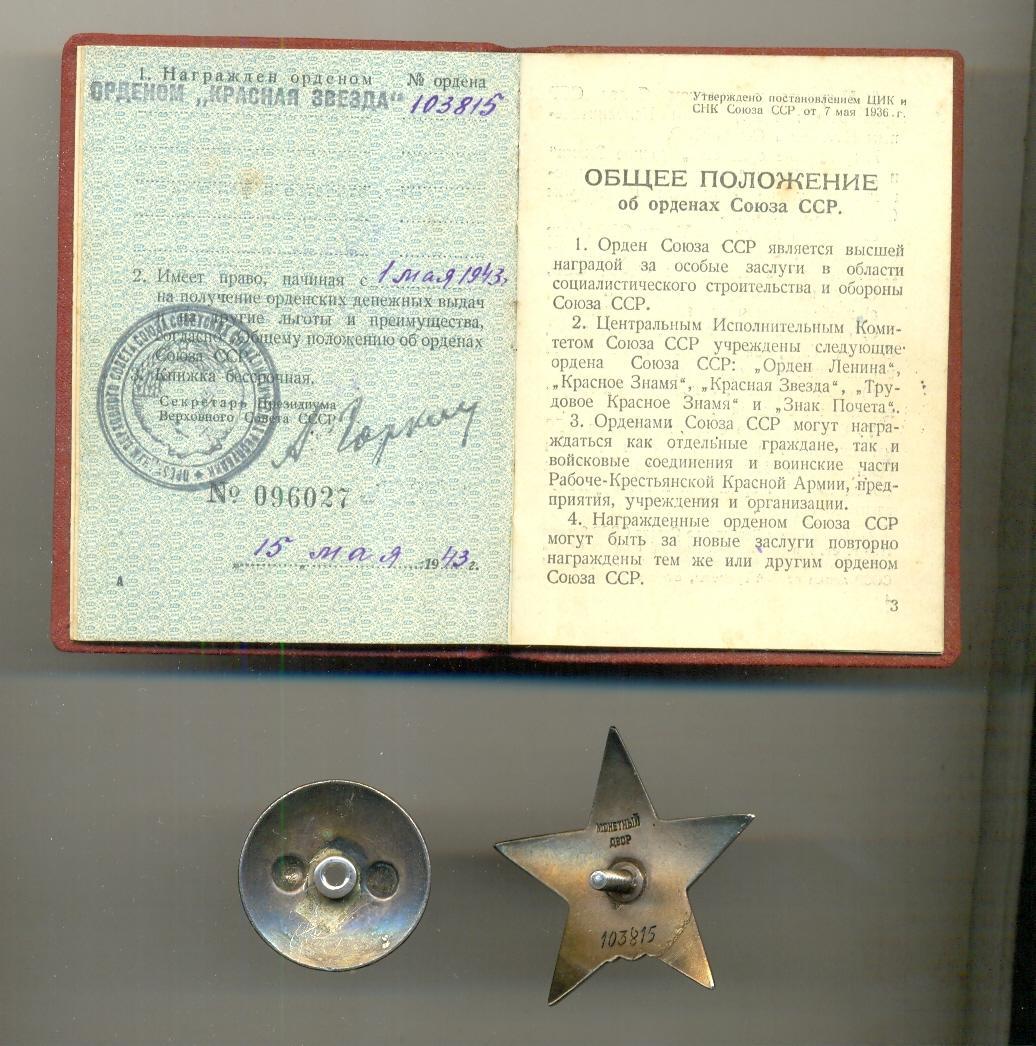 1. Награжден орденом № ордена
ОРДЕНОМ „КРАСНАЯ ЗВЕЗДА“ 103815
2. Имеет право, начиная с 1 мая 1943г.
на получение орденских денежных выдач
и на другие льготы и преимущества,
согласно Общему положению об орденах
Союза ССР.
3. Книжка бессрочная.
Секретарь Президиума
Верховного Совета СССР
А. Горкин
№ 096027
„15 мая 1943 г.
А
Утверждено постановлением ЦИК и
СНК Союза ССР от 7 мая 1936 г.
ОБЩЕЕ ПОЛОЖЕНИЕ
об орденах Союза ССР.
1. Орден Союза ССР является высшей
наградой за особые заслуги в области
социалистического строительства и обороны
Союза ССР.
2. Центральным Исполнительным Коми-
тетом Союза ССР учреждены следующие
ордена Союза ССР: „Орден Ленина“,
„Красное Знамя“, „Красная Звезда“, „Тру-
довое Красное Знамя“ и „Знак Почета“.
3. Орденами Союза ССР могут награ-
ждаться как отдельные граждане, так и
войсковые соединения и воинские части
Рабоче-Крестьянской Красной Армии, пред-
приятия, учреждения и организации.
4. Награжденные орденом Союза ССР
могут быть за новые заслуги повторно
награждены тем же или другим орденом
Союза ССР.
3
МОНЕТНЫЙ
ДВОР
103815